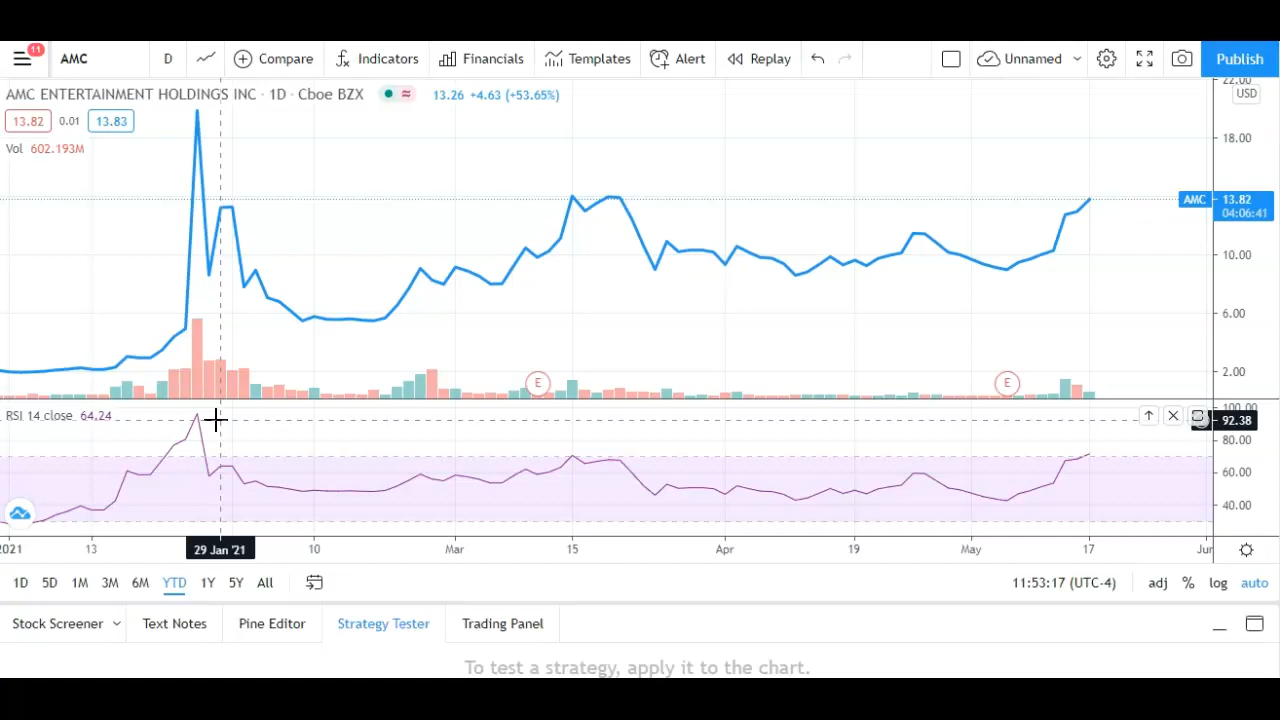 11
AMC D Compare Indicators Financials Templates Alert Replay Unnamed Publish
AMC ENTERTAINMENT HOLDINGS INC · 1D · Cboe BZX ≈ 13.26 +4.63 (+53.65%)
22.00
USD
13.82 0.01 13.83
18.00
Vol 602.193M
AMC 13.82
04:06:41
10.00
6.00
2.00
E E
100.00
RSI 14 close 64.24
92.38
80.00
60.00
40.00
2021 13 29 Jan '21 10 Mar 15 Apr 19 May 17 Jun
1D 5D 1M 3M 6M YTD 1Y 5Y All 11:53:17 (UTC-4) adj % log auto
Stock Screener Text Notes Pine Editor Strategy Tester Trading Panel
To test a strategy, apply it to the chart.